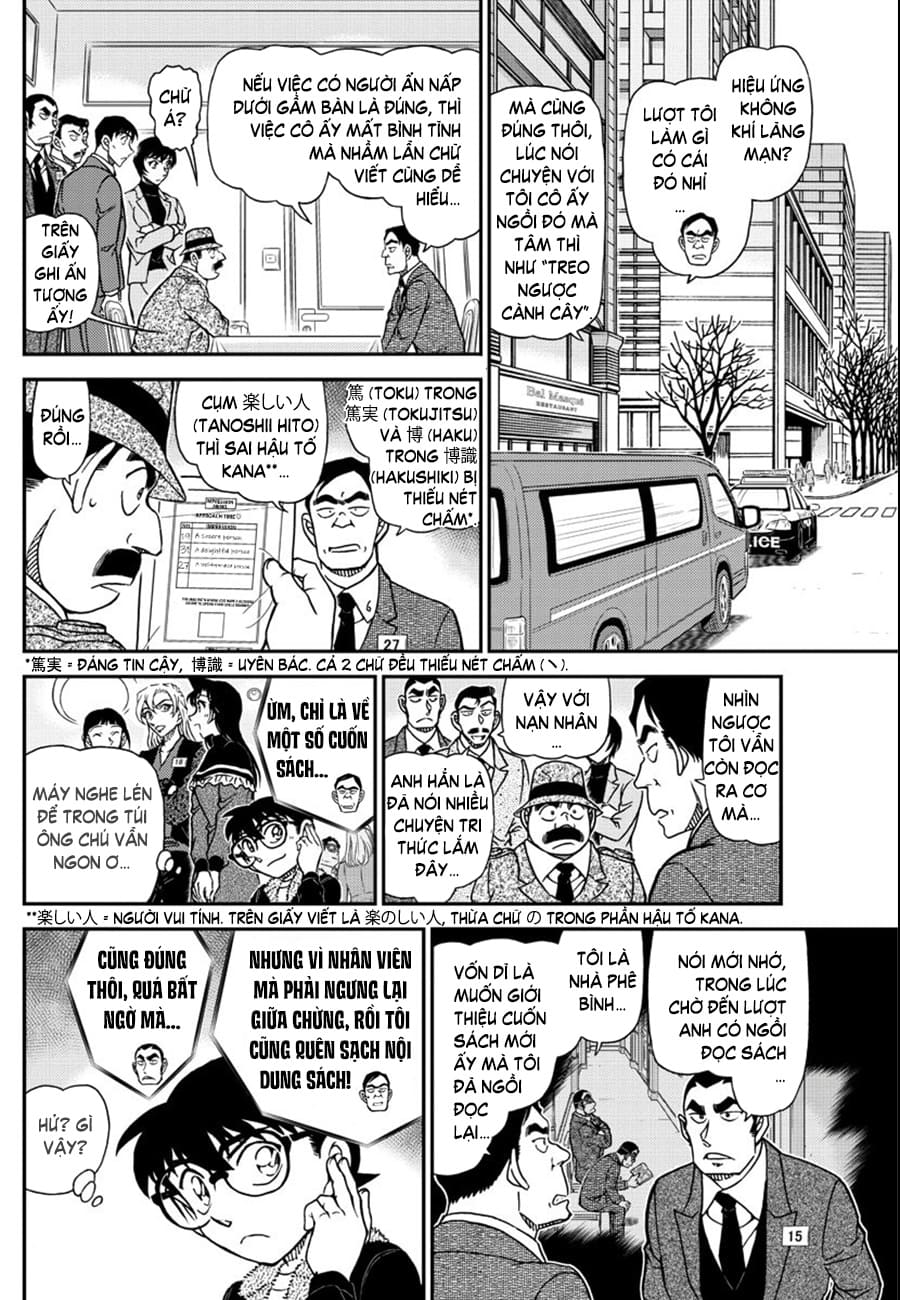 HIỆU ỨNG
KHÔNG
KHÍ LÃNG
MẠN?
LƯỢT TÔI
LÀM GÌ
CÓ CÁI
ĐÓ NHỈ
...
MÀ CŨNG
ĐÚNG THÔI,
LÚC NÓI
CHUYỆN VỚI
TÔI CÔ ẤY
NGỒI ĐÓ MÀ
TÂM THÌ
NHƯ "TREO
NGƯỢC
CÀNH CÂY".
Bel Masqué
RESTAURANT
LICE
NẾU VIỆC CÓ NGƯỜI ẨN NẤP
DƯỚI GẦM BÀN LÀ ĐÚNG, THÌ
VIỆC CÔ ẤY MẤT BÌNH TĨNH
MÀ NHẦM LẪN CHỮ
VIẾT CŨNG DỄ
HIỂU...
CHỮ
Á?
TRÊN
GIẤY
GHI ẤN
TƯỢNG
ẤY!
篤 (TOKU) TRONG
篤実 (TOKUJITSU)
VÀ 博 (HAKU)
TRONG 博識
(HAKUSHIKI) BỊ
THIẾU NÉT
CHẤM*.
CỤM 楽しい人
(TANOSHII HITO)
THÌ SAI HẬU TỐ
KANA**...
ĐÚNG
RỒI...
27
*篤実 = ĐÁNG TIN CẬY, 博識 = UYÊN BÁC. CẢ 2 CHỮ ĐỀU THIẾU NÉT CHẤM (丶).
NHÌN
NGƯỢC
TÔI VẪN
CÒN ĐỌC
RA CƠ
MÀ...
VẬY VỚI
NẠN NHÂN
...
ANH HẲN LÀ
ĐÃ NÓI NHIỀU
CHUYỆN TRI
THỨC LẮM
ĐÂY...
ỪM, CHỈ LÀ VỀ
MỘT SỐ CUỐN
SÁCH...
18
MÁY NGHE LÉN
ĐỂ TRONG TÚI
ÔNG CHÚ VẪN
NGON Ơ...
**楽しい人 = NGƯỜI VUI TÍNH. TRÊN GIẤY VIẾT LÀ 楽のしい人, THỪA CHỮ の TRONG PHẦN HẬU TỐ KANA.
NÓI MỚI NHỚ,
TRONG LÚC
CHỜ ĐẾN LƯỢT
ANH CÓ NGỒI
ĐỌC SÁCH
...
TÔI LÀ
NHÀ PHÊ
BÌNH...
VỐN DĨ LÀ
MUỐN GIỚI
THIỆU CUỐN
SÁCH MỚI
ẤY MÀ TÔI
ĐÃ NGỒI
ĐỌC
LẠI...
15
NHƯNG VÌ NHÂN VIÊN
MÀ PHẢI NGƯNG LẠI
GIỮA CHỪNG, RỒI TÔI
CŨNG QUÊN SẠCH NỘI
DUNG SÁCH!
CŨNG ĐÚNG
THÔI, QUÁ BẤT
NGỜ MÀ...
HỨ? GÌ
VẬY?